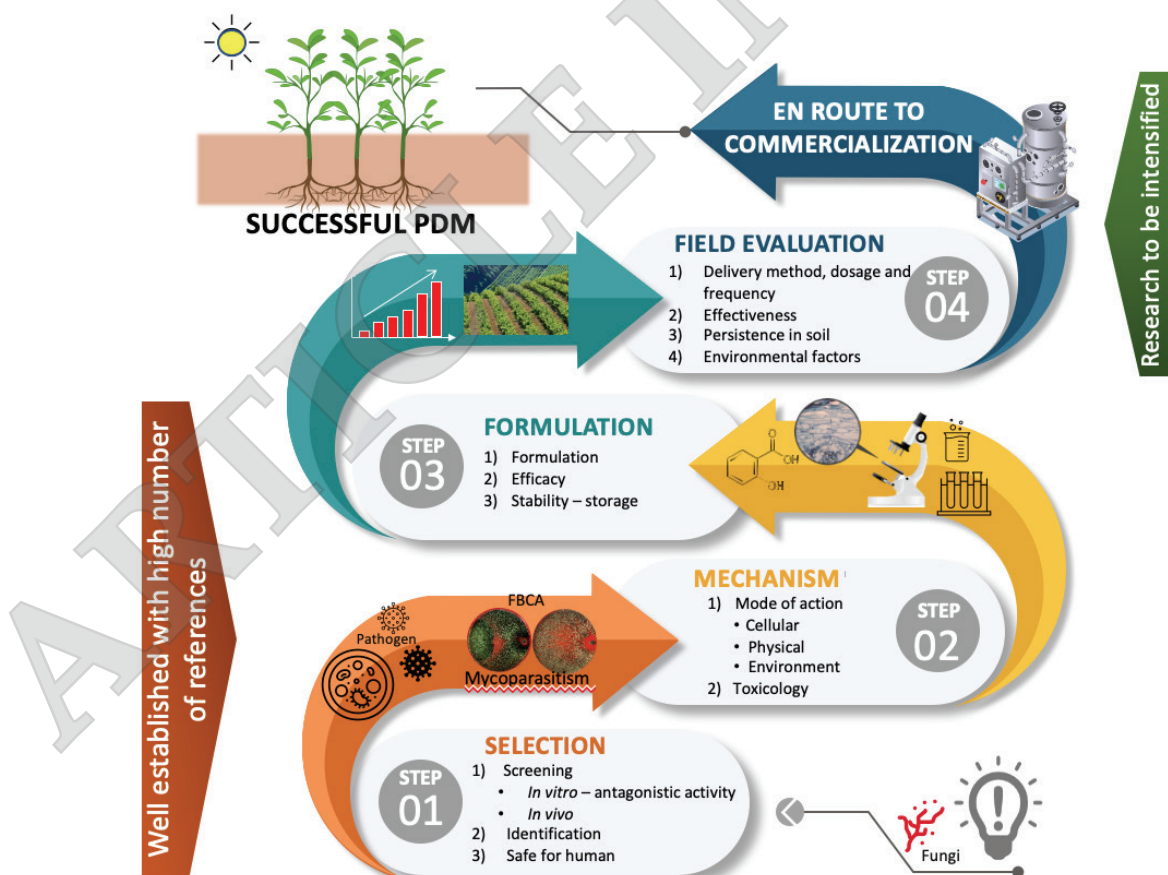 EN ROUTE TO
COMMERCIALIZATION
SUCCESSFUL PDM
Research to be intensified
FIELD EVALUATION
1) Delivery method, dosage and
frequency
2) Effectiveness
3) Persistence in soil
4) Environmental factors
STEP
04
STEP
03
FORMULATION
1) Formulation
2) Efficacy
3) Stability – storage
O
OH
OH
Well established with high number
of references
MECHANISM
1) Mode of action
• Cellular
• Physical
• Environment
2) Toxicology
STEP
02
Pathogen
FBCA
Mycoparasitism
STEP
01
SELECTION
1) Screening
• In vitro – antagonistic activity
• In vivo
2) Identification
3) Safe for human
Fungi
ARTICLE